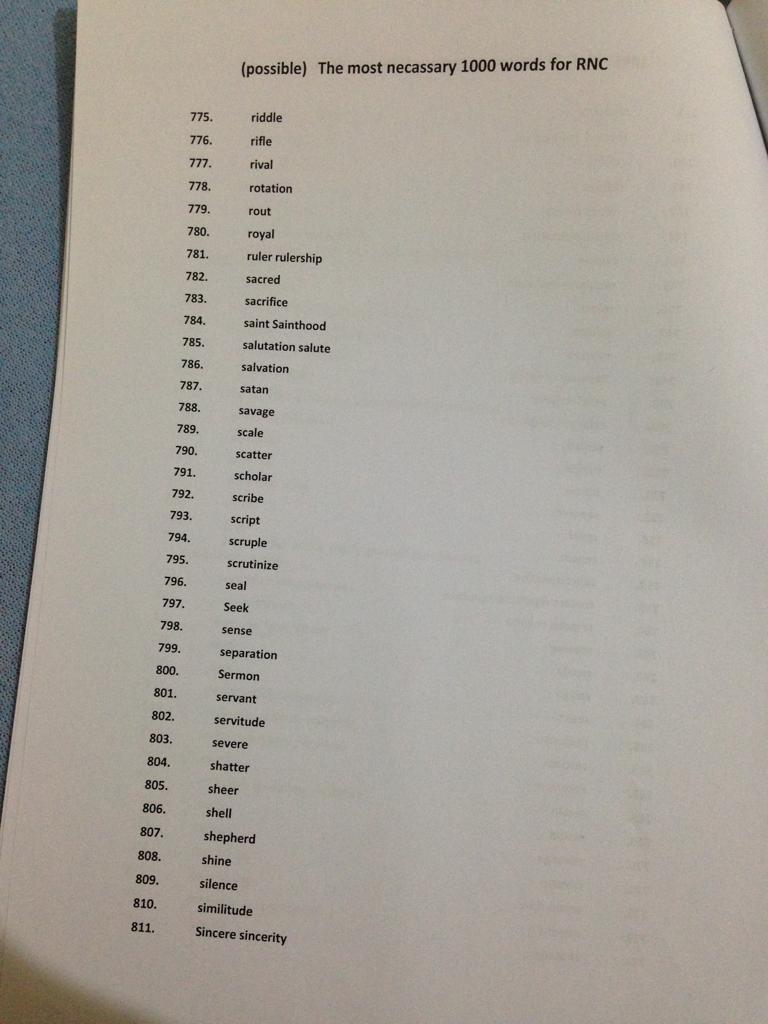 (possible) The most necassary 1000 words for RNC
775. riddle
776. rifle
777. rival
778. rotation
779. rout
780. royal
781. ruler rulership
782. sacred
783. sacrifice
784. saint Sainthood
785. salutation salute
786. salvation
787. satan
788. savage
789. scale
790. scatter
791. scholar
792. scribe
793. script
794. scruple
795. scrutinize
796. seal
797. Seek
798. sense
799. separation
800. Sermon
801. servant
802. servitude
803. severe
804. shatter
805. sheer
806. shell
807. shepherd
808. shine
809. silence
810. similitude
811. Sincere sincerity